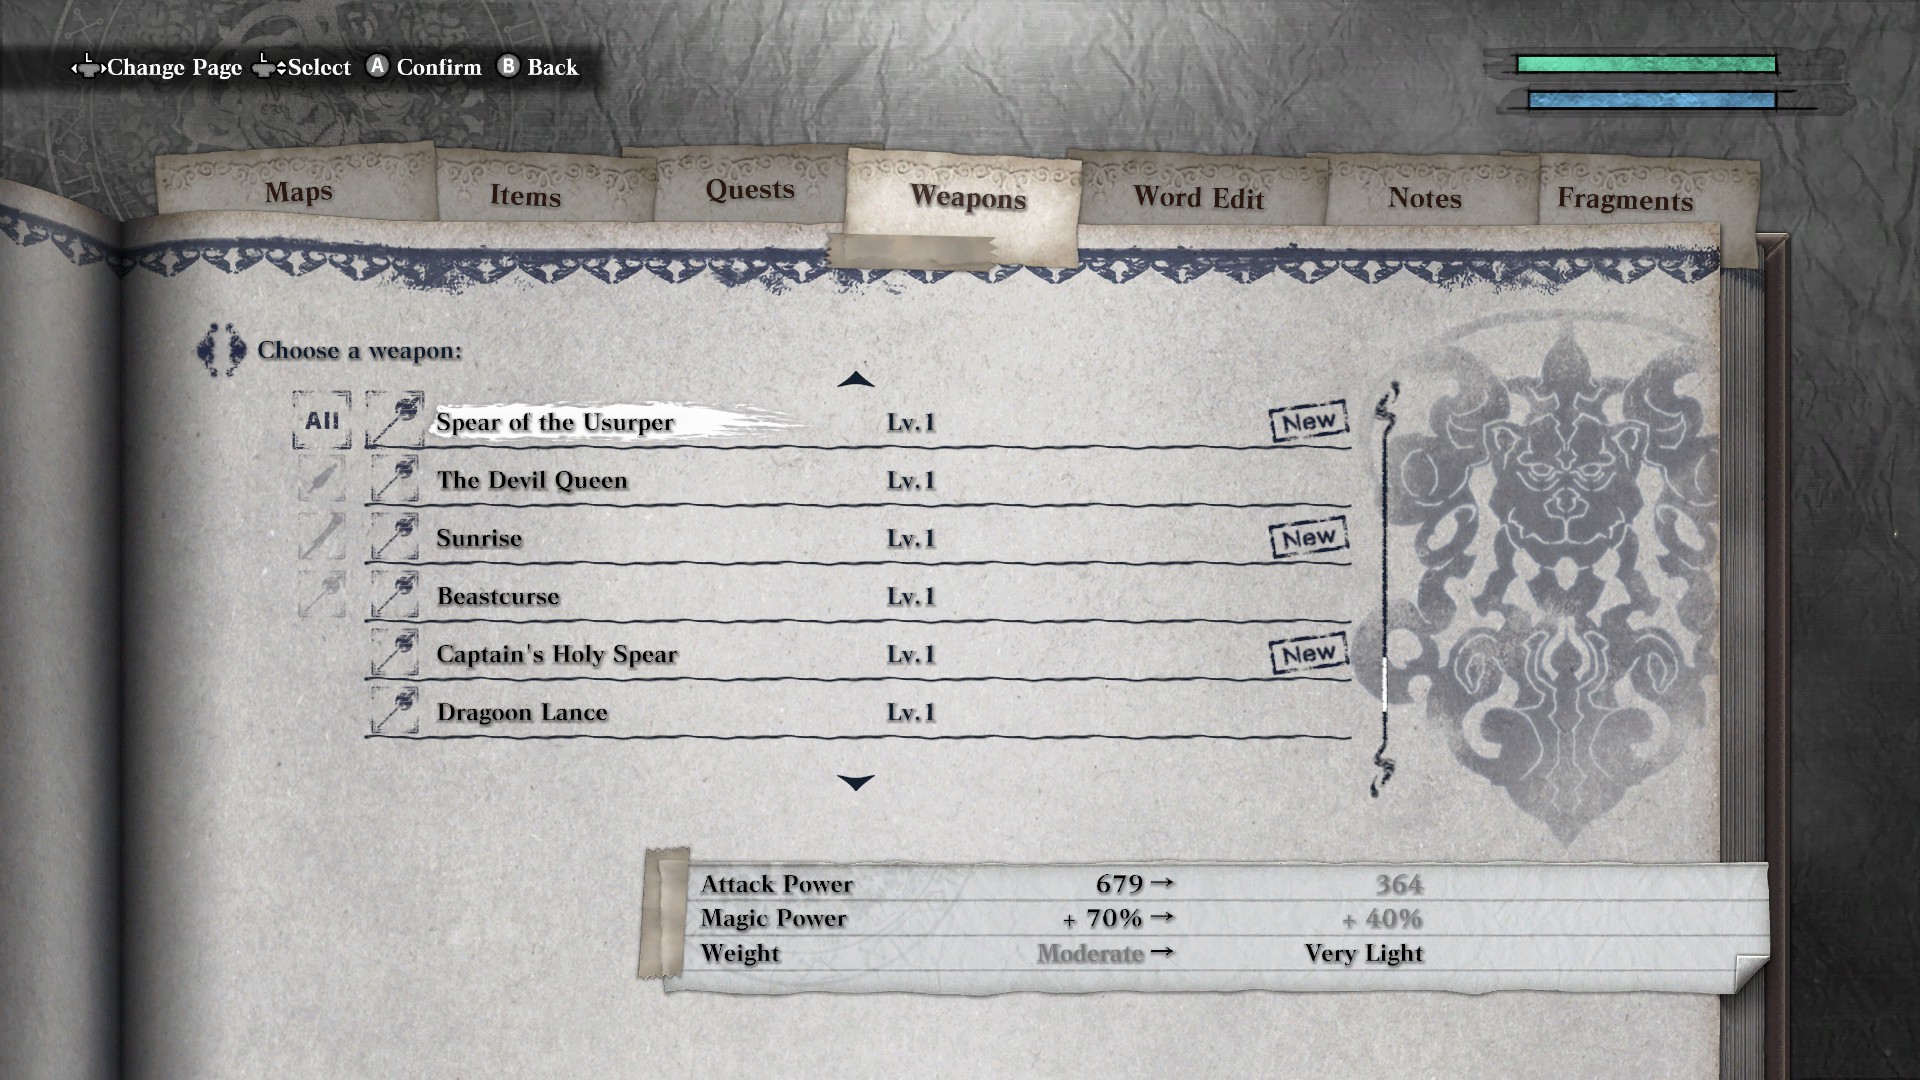 L Change Page L Select A Confirm B Back
Maps Items Quests Weapons Word Edit Notes Fragments
Choose a weapon:
All Spear of the Usurper Lv.1 New
The Devil Queen Lv.1
Sunrise Lv.1 New
Beastcurse Lv.1
Captain's Holy Spear Lv.1 New
Dragoon Lance Lv.1
Attack Power 679 → 364
Magic Power + 70% → + 40%
Weight Moderate → Very Light